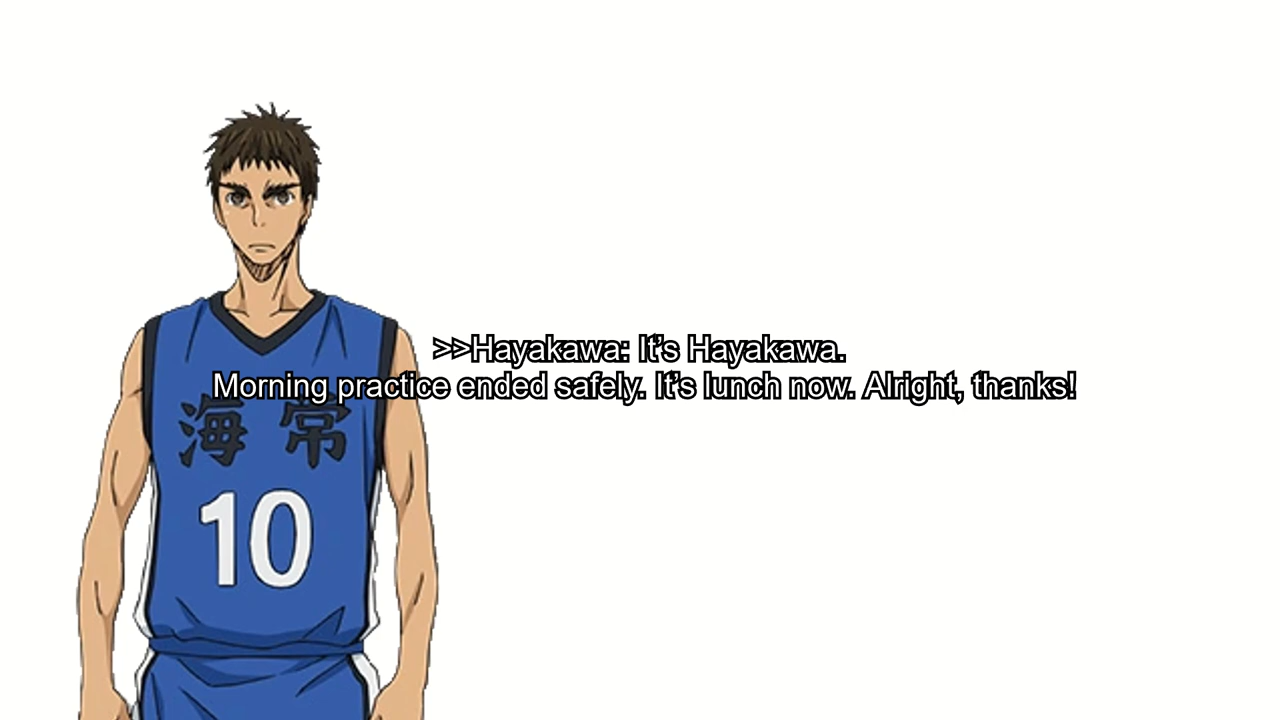 >>Hayakawa: It's Hayakawa.
Morning practice ended safely. It's lunch now. Alright, thanks!
海常
10